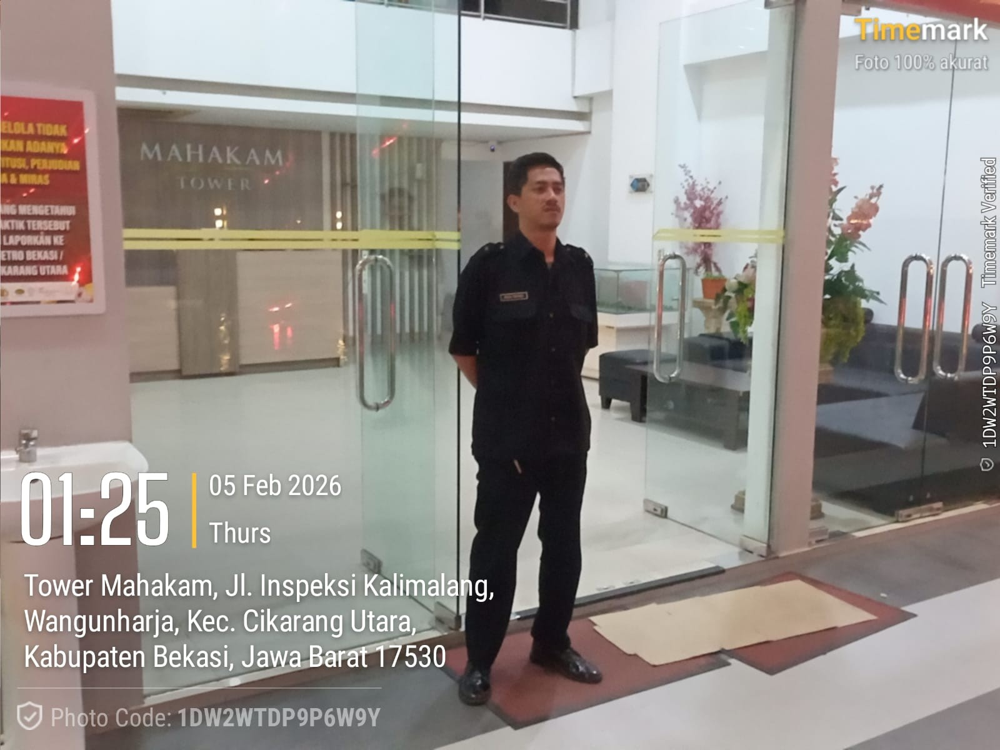 Timemark
Foto 100% akurat
ELOLA TIDAK
KAN ADANYA
ITUSI, PERJUDIAN
A & MIRAS
ANG MENGETAHUI
AKTIK TERSEBUT
LAPORKAN KE
ETRO BEKASI /
KARANG UTARA
MAHAKAM
TOWER
1DW2WTDP9P6W9Y Timemark Verified
01:25
05 Feb 2026
Thurs
Tower Mahakam, Jl. Inspeksi Kalimalang,
Wangunharja, Kec. Cikarang Utara,
Kabupaten Bekasi, Jawa Barat 17530
Photo Code: 1DW2WTDP9P6W9Y